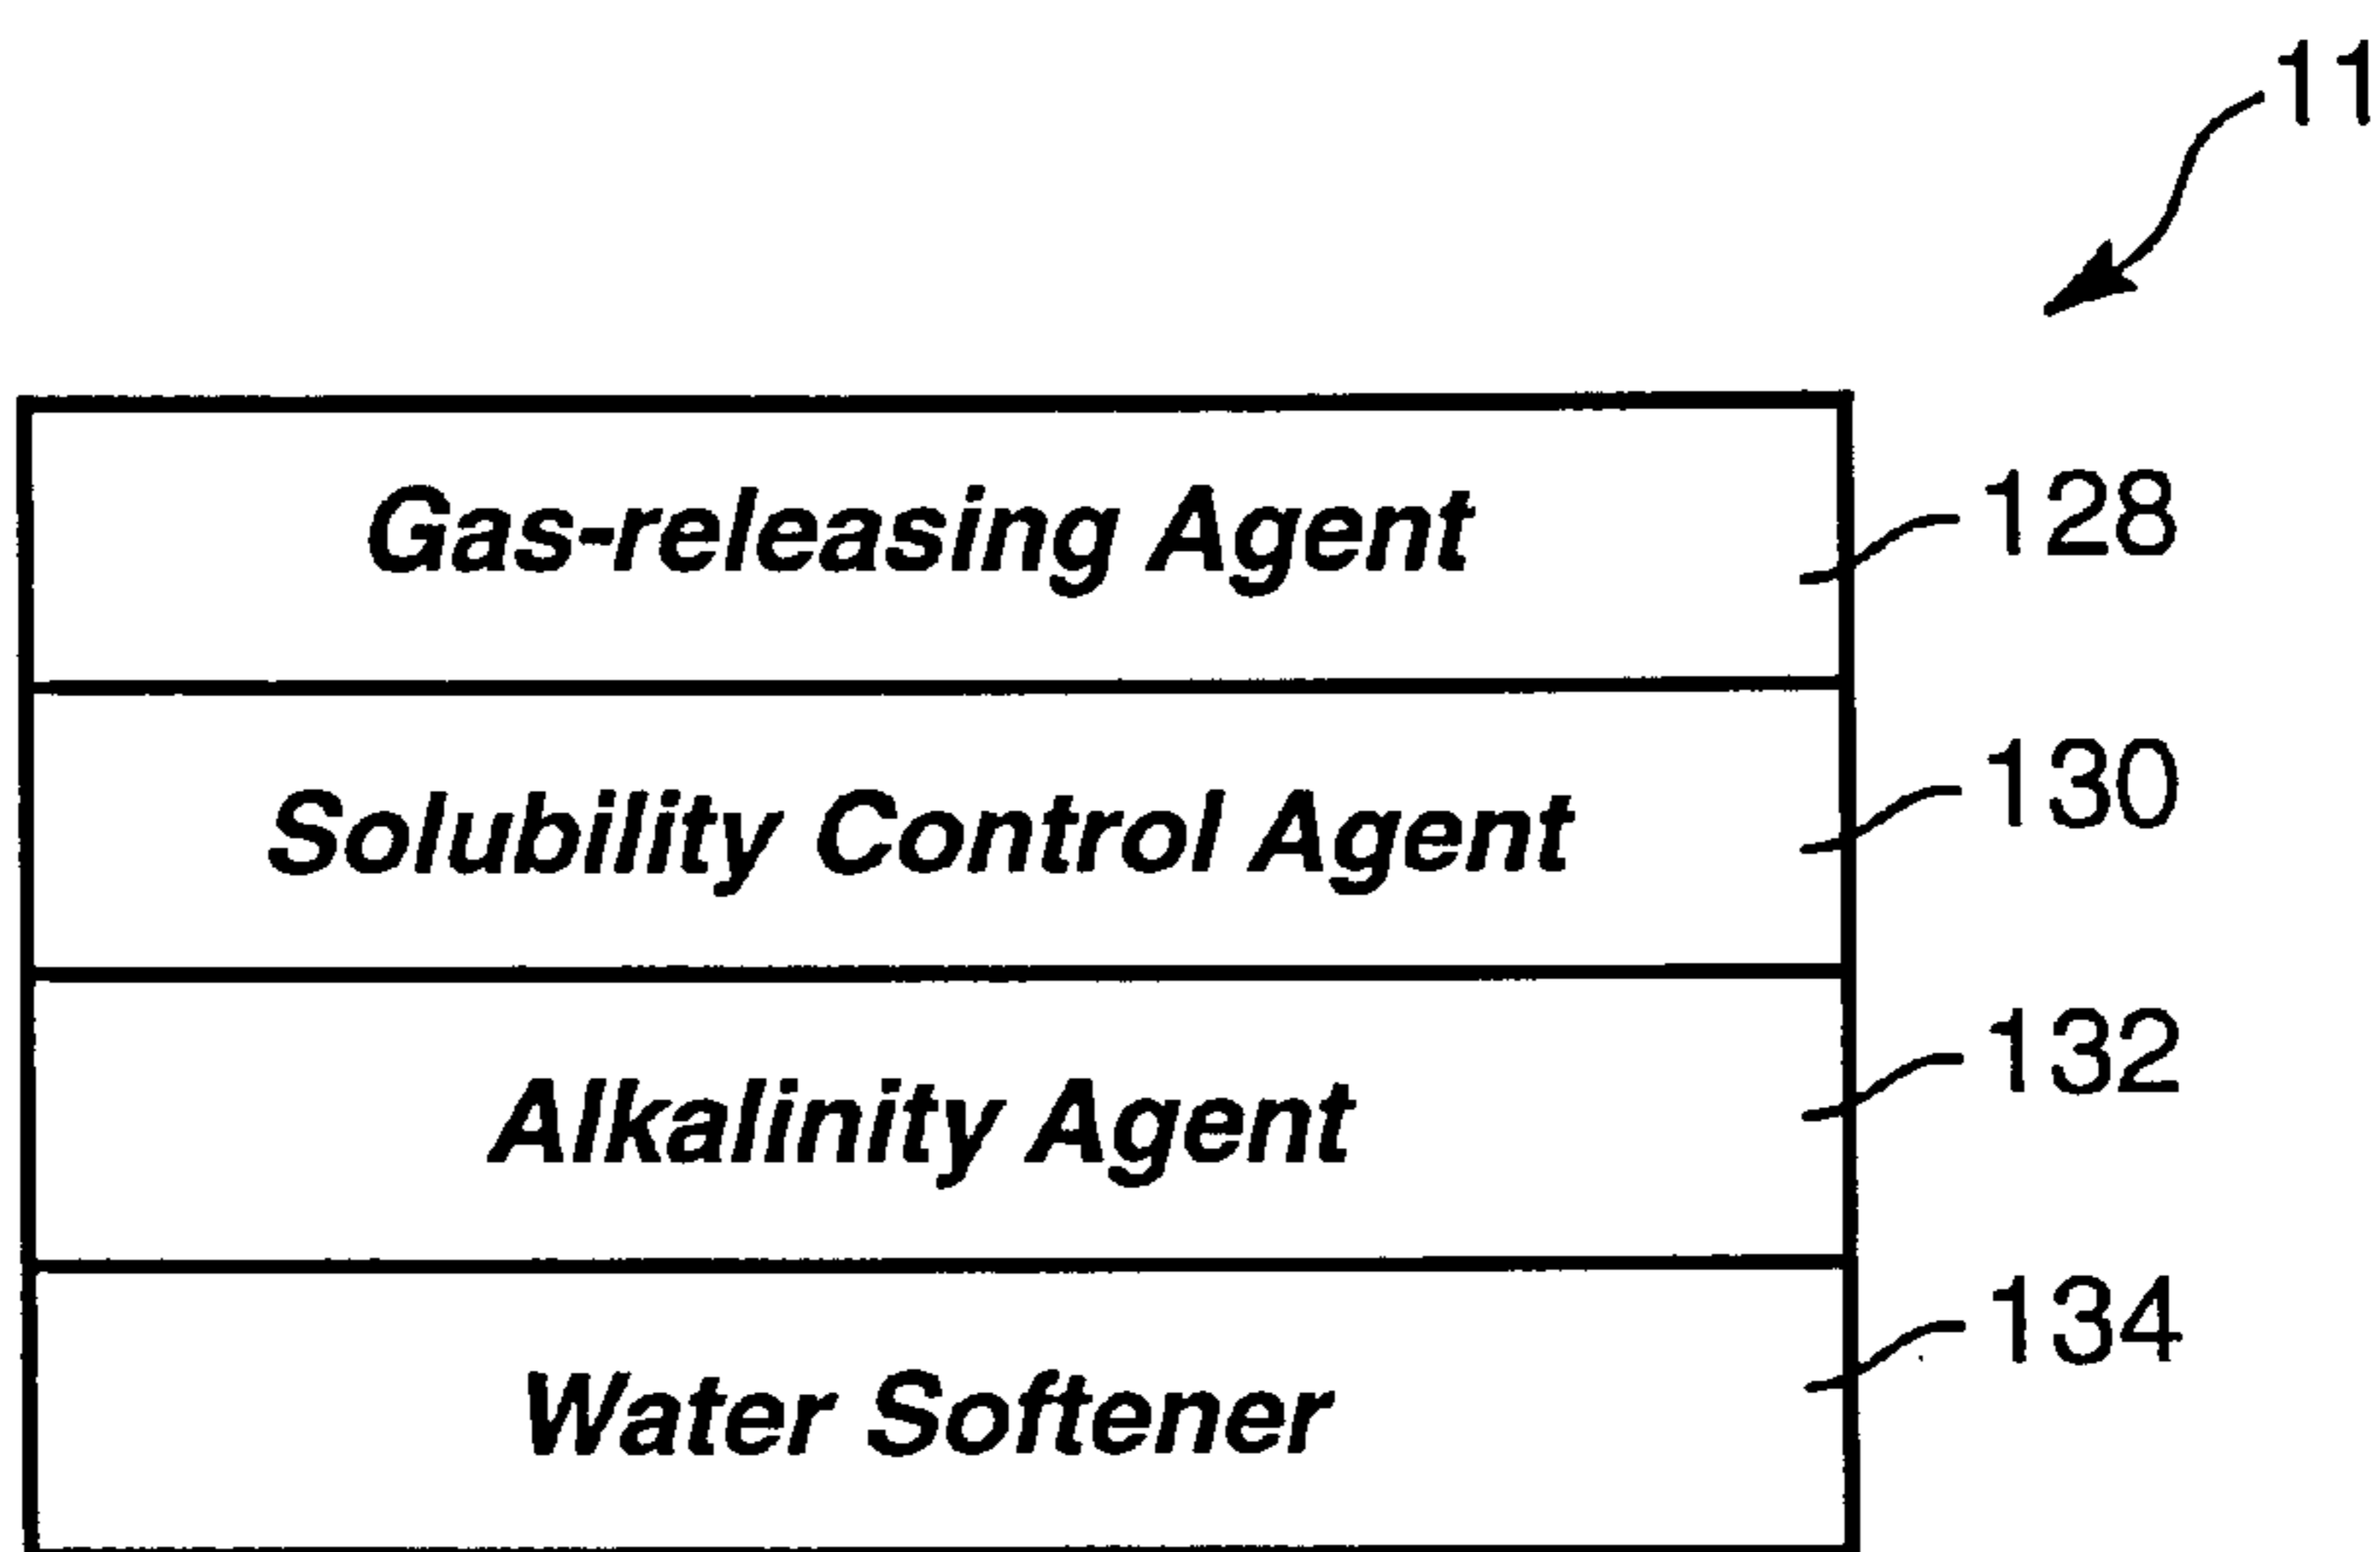 11
Gas-releasing Agent 128
Solubility Control Agent 130
Alkalinity Agent 132
Water Softener 134